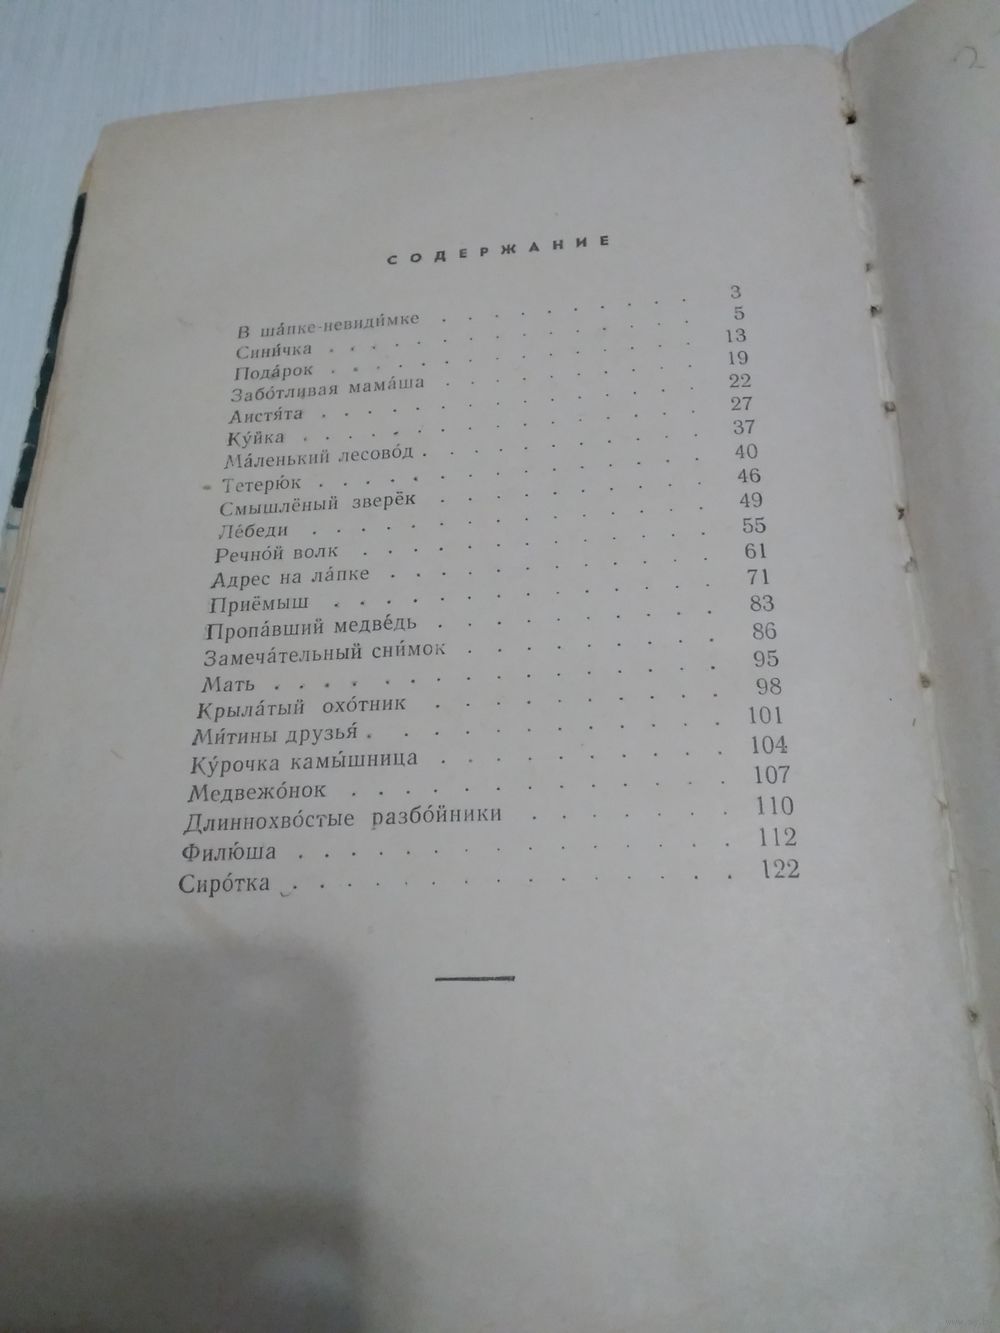 СОДЕРЖАНИЕ
В ша́пке-невиди́мке . . . . . . . . . . . 3
Сини́чка . . . . . . . . . . . . . . . 5
Пода́рок . . . . . . . . . . . . . . . 13
Забо́тливая мама́ша . . . . . . . . . . . 19
Аистя́та . . . . . . . . . . . . . . . 22
Ку́йка . . . . . . . . . . . . . . . . 27
Ма́ленький лесово́д . . . . . . . . . . . 37
Тетерю́к . . . . . . . . . . . . . . . 40
Смышлёный зверёк . . . . . . . . . . . 46
Ле́беди . . . . . . . . . . . . . . . 49
Речно́й волк . . . . . . . . . . . . . 55
Адрес на ла́пке . . . . . . . . . . . . 61
Приёмыш . . . . . . . . . . . . . . 71
Пропа́вший медве́дь . . . . . . . . . . . 83
Замеча́тельный сни́мок . . . . . . . . . . 86
Мать . . . . . . . . . . . . . . . . 95
Крыла́тый охо́тник . . . . . . . . . . . 98
Ми́тины друзья́ . . . . . . . . . . . . 101
Ку́рочка камы́шница . . . . . . . . . . . 104
Медвежо́нок . . . . . . . . . . . . . 107
Длиннохво́стые разбо́йники . . . . . . . . 110
Филю́ша . . . . . . . . . . . . . . . 112
Сиро́тка . . . . . . . . . . . . . . . 122
2